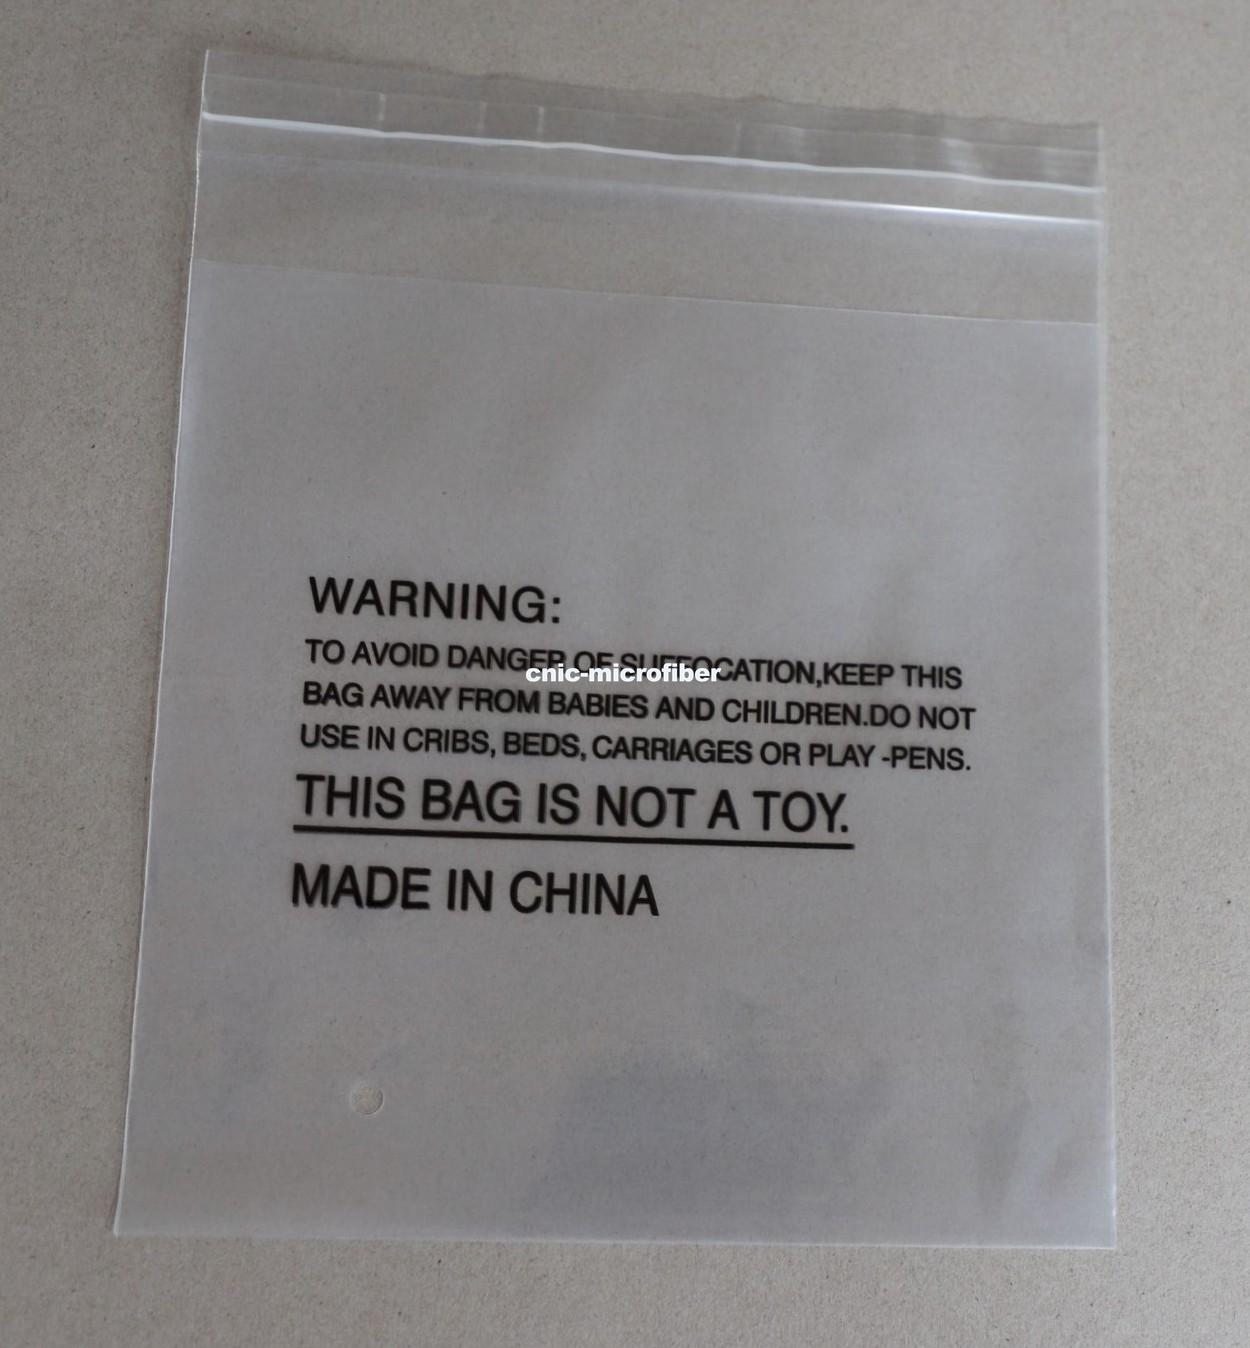 WARNING:
TO AVOID DANGER OF SUFFOCATION,KEEP THIS
cnic-microfiber
BAG AWAY FROM BABIES AND CHILDREN.DO NOT
USE IN CRIBS, BEDS, CARRIAGES OR PLAY -PENS.
THIS BAG IS NOT A TOY.
MADE IN CHINA